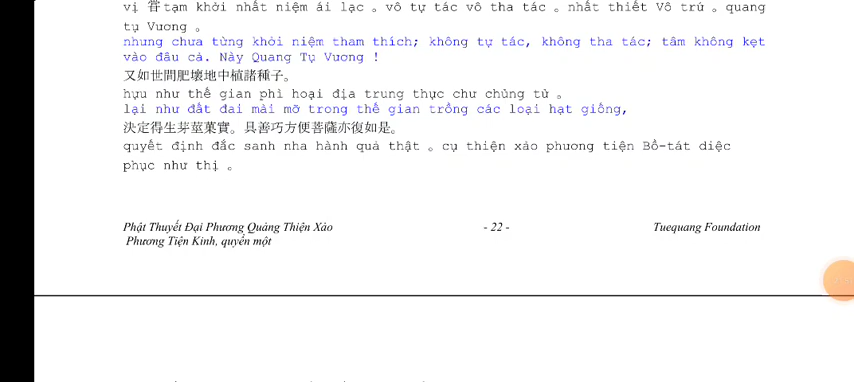 vị 甞 tạm khởi nhất niệm ái lạc 。 vô tự tác vô tha tác 。 nhất thiết Vô trú 。 quang
tụ Vương 。
nhưng chưa từng khởi niệm tham thích; không tự tác, không tha tác; tâm không kẹt
vào đâu cả. Này Quang Tụ Vương !
又如世間肥壤地中植諸種子。
hựu như thế gian phì hoại địa trung thực chư chủng tử 。
lại như đất đai mài mỡ trong thế gian trồng các loại hạt giống,
決定得生芽莖菓實。具善巧方便菩薩亦復如是。
quyết định đắc sanh nha hành quả thật 。 cụ thiện xảo phương tiện Bồ-tát diệc
phục như thị 。
Phật Thuyết Đại Phương Quảng Thiện Xảo - 22 - Tuequang Foundation
Phương Tiện Kinh, quyển một